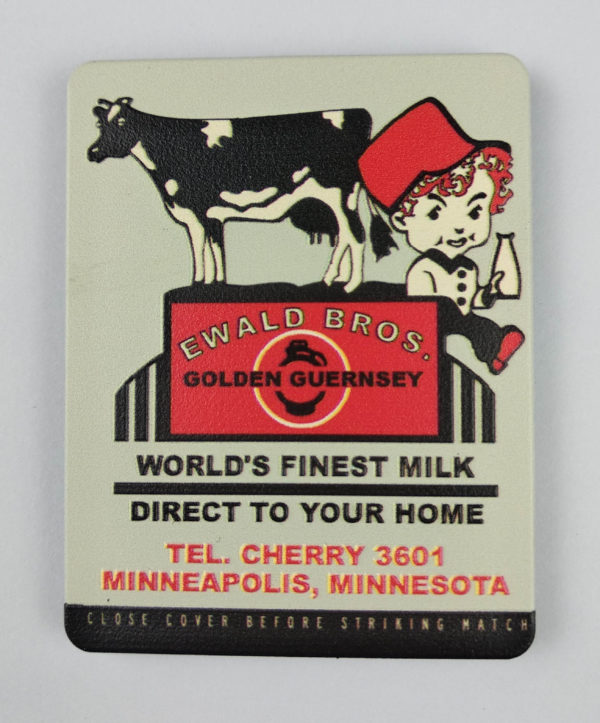 EWALD BROS.
GOLDEN GUERNSEY
WORLD'S FINEST MILK
DIRECT TO YOUR HOME
TEL. CHERRY 3601
MINNEAPOLIS, MINNESOTA
CLOSE COVER BEFORE STRIKING MATCH